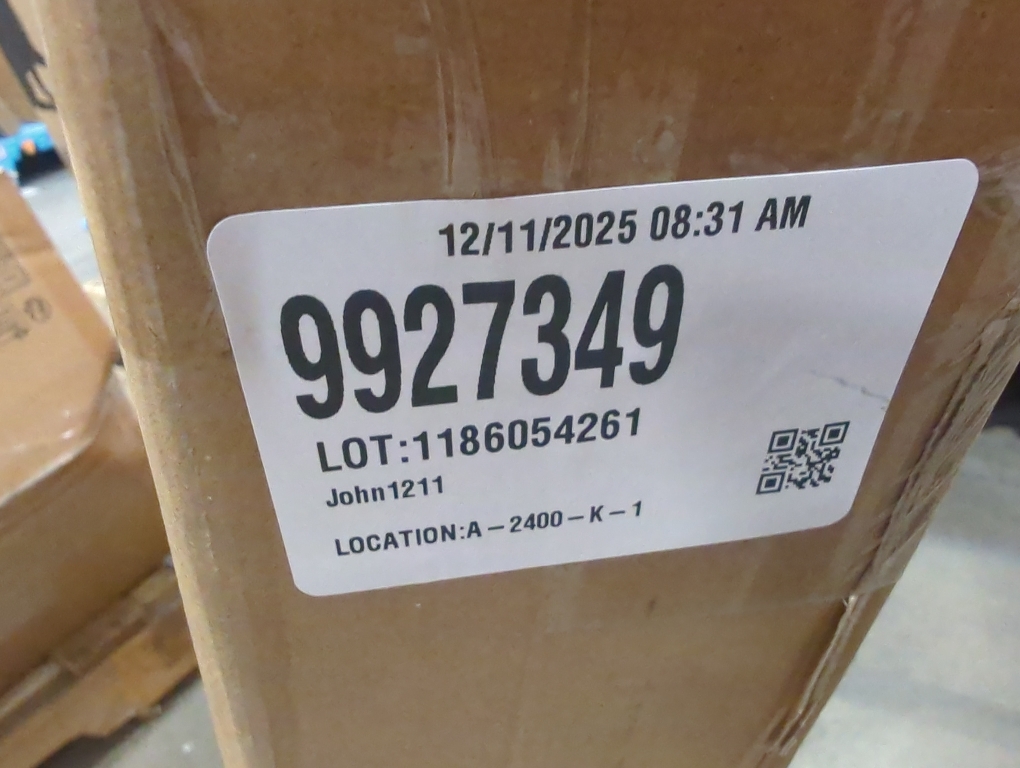 12/11/2025 08:31 AM
9927349
LOT:1186054261
John1211
LOCATION:A-2400-K-1